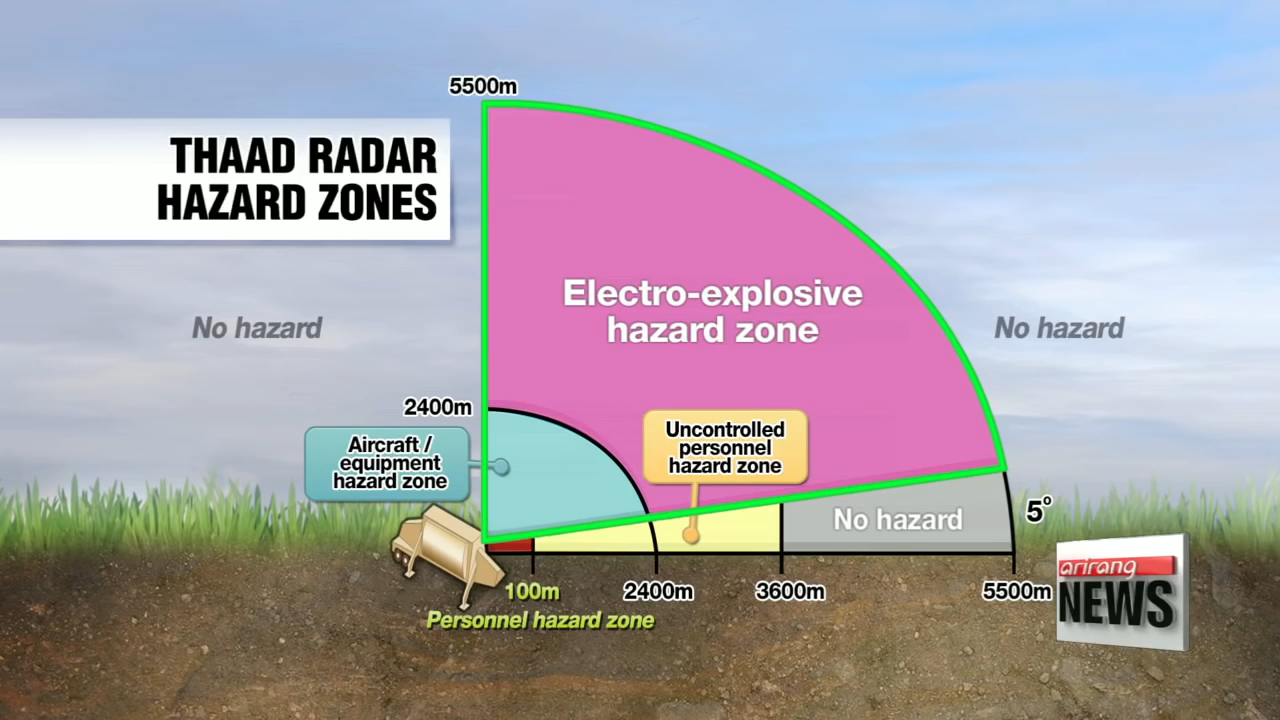 5500m
THAAD RADAR
HAZARD ZONES
Electro-explosive
hazard zone
No hazard
No hazard
2400m
Aircraft /
equipment
hazard zone
Uncontrolled
personnel
hazard zone
No hazard
5°
100m
2400m
3600m
5500m
Personnel hazard zone
arirang
NEWS